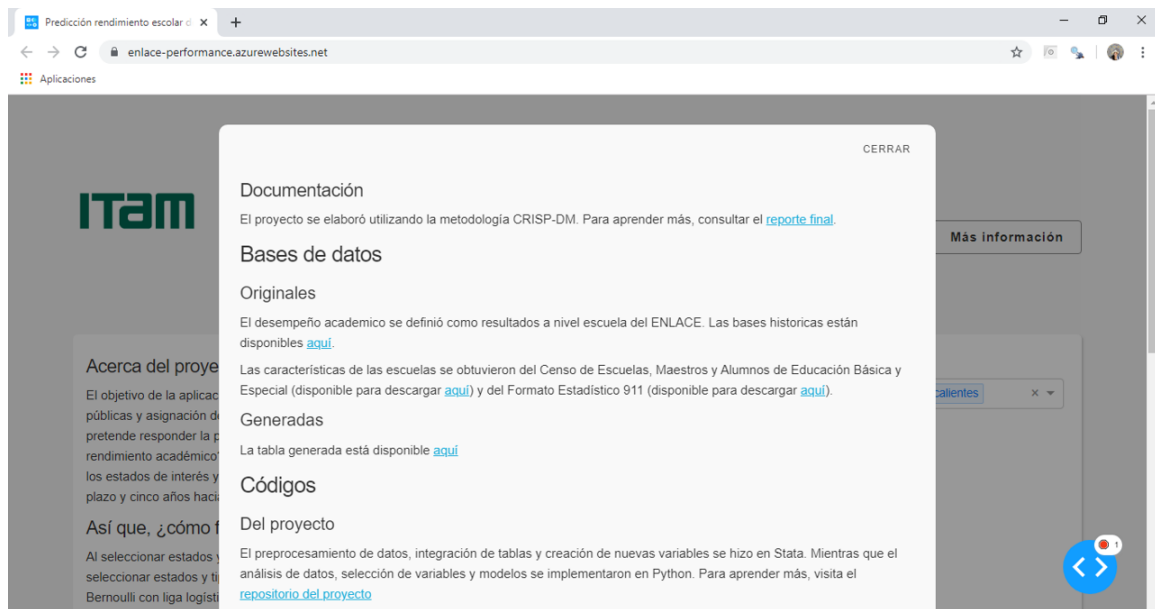 Predicción rendimiento escolar d
enlace-performance.azurewebsites.net
Aplicaciones
CERRAR
ITAM
Documentación
El proyecto se elaboró utilizando la metodología CRISP-DM. Para aprender más, consultar el reporte final.
Más información
Bases de datos
Originales
El desempeño academico se definió como resultados a nivel escuela del ENLACE. Las bases historicas están
disponibles aquí.
Las características de las escuelas se obtuvieron del Censo de Escuelas, Maestros y Alumnos de Educación Básica y
Especial (disponible para descargar aquí) y del Formato Estadístico 911 (disponible para descargar aquí).
Generadas
La tabla generada está disponible aquí
Códigos
Del proyecto
El preprocesamiento de datos, integración de tablas y creación de nuevas variables se hizo en Stata. Mientras que el
análisis de datos, selección de variables y modelos se implementaron en Python. Para aprender más, visita el
repositorio del proyecto
Acerca del proye
El objetivo de la aplicac
públicas y asignación d
pretende responder la p
rendimiento académico
los estados de interés y
plazo y cinco años haci
Así que, ¿cómo f
Al seleccionar estados y
seleccionar estados y ti
Bernoulli con liga logísti
calientes
1